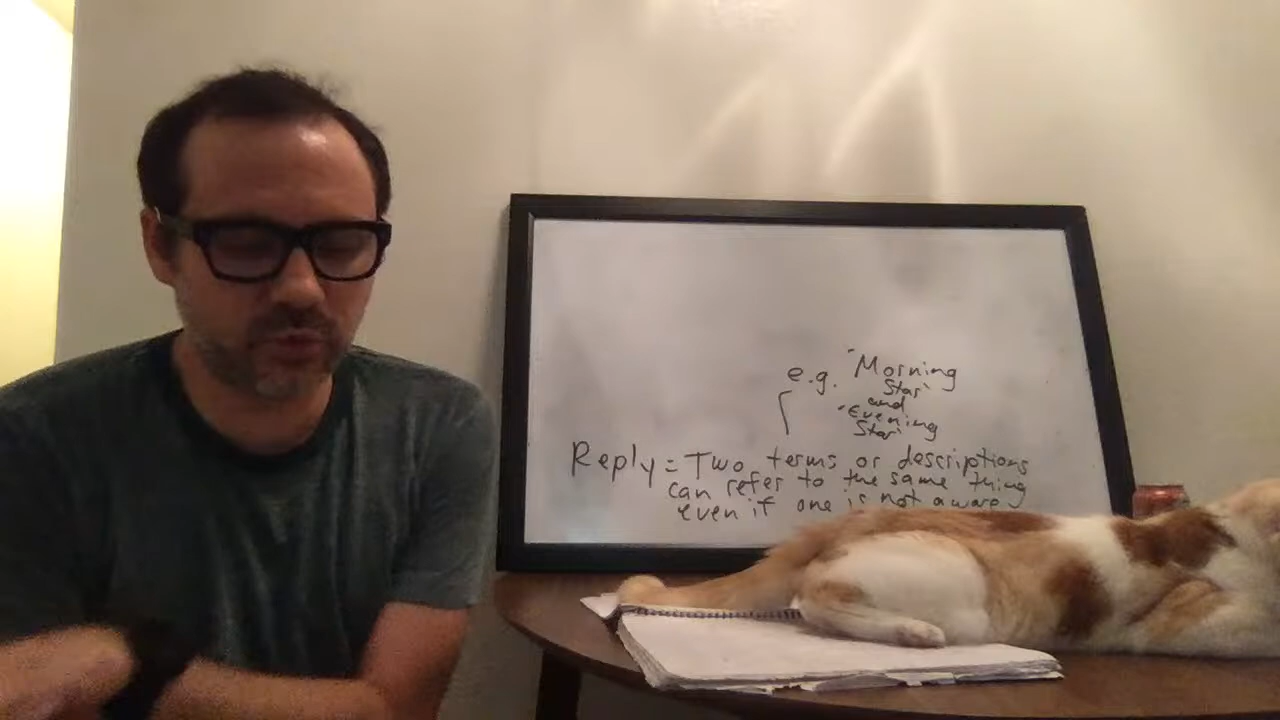 e.g. "Morning
Star"
and
"Evening
Star"
Reply: Two terms or descriptions
can refer to the same thing
even if one is not aware